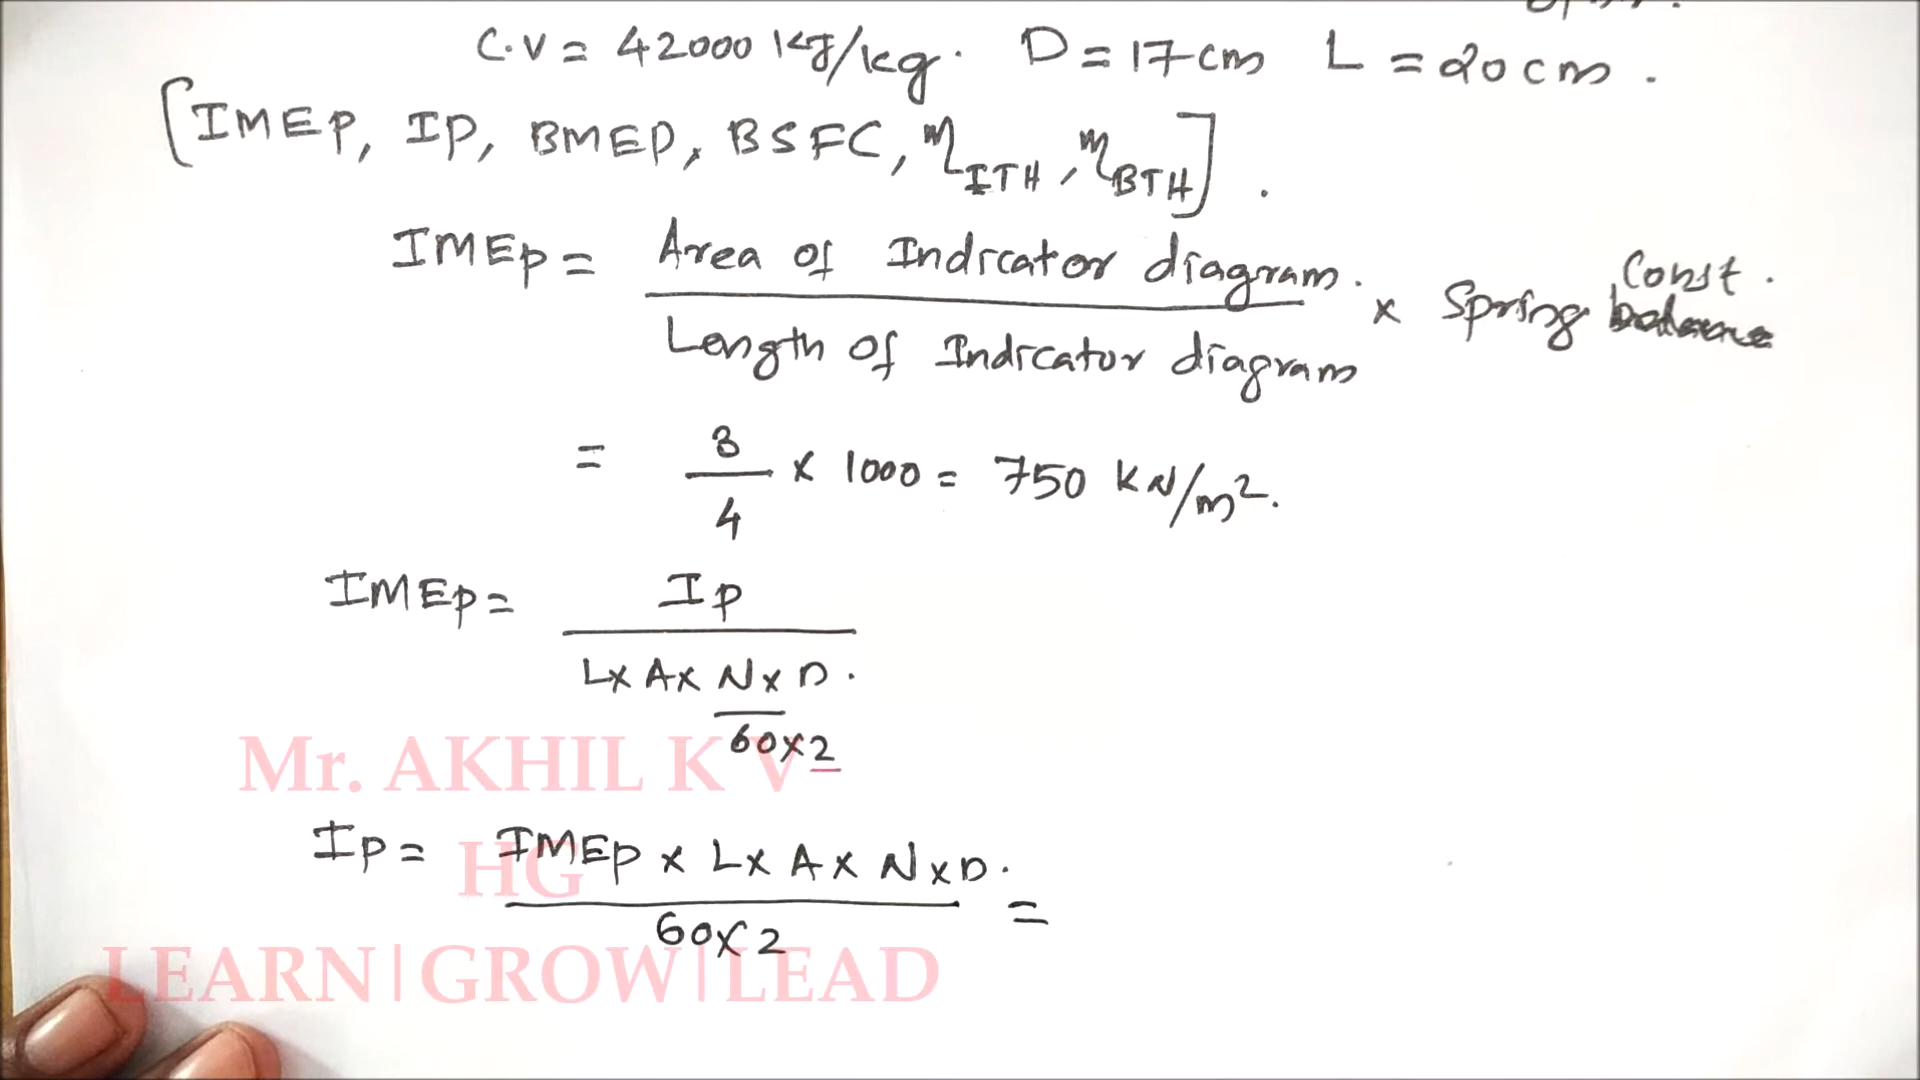 C.V = 42000 KJ/kg. D = 17 cm L = 20 cm.
[IMEP, IP, BMEP, BSFC, ηITH, ηBTH].
IMEP = Area of Indicator diagram. / Length of Indicator diagram × Spring Const.
= 3/4 × 1000 = 750 KN/m².
IMEP = IP / L× A× N× n. / 60×2
IP = IMEP × L× A × N×n. / 60×2 =
Mr. AKHIL K V
HG
LEARN|GROW|LEAD